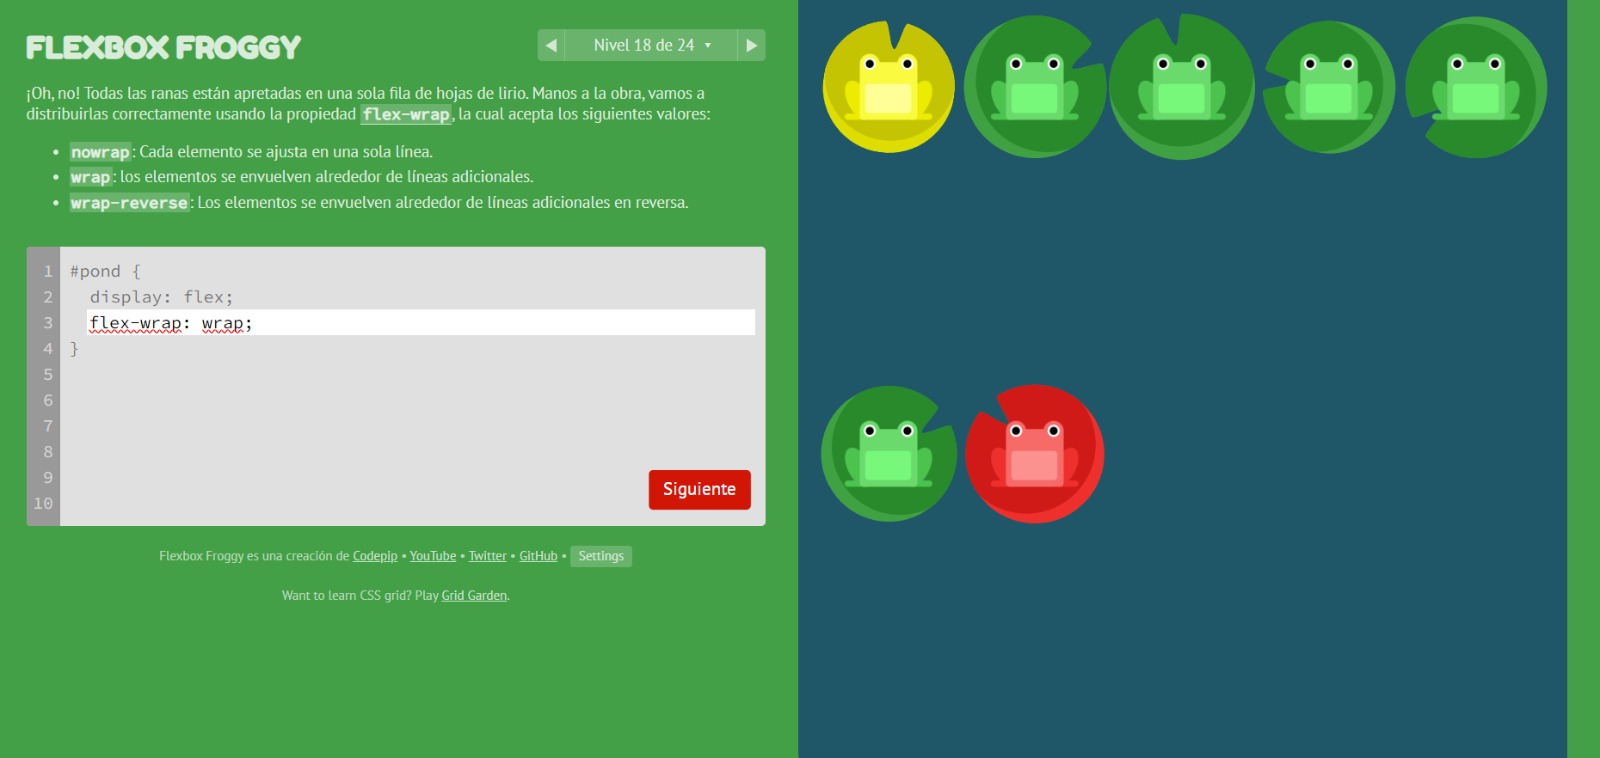 FLEXBOX FROGGY
◀ Nivel 18 de 24 ▾ ▶
¡Oh, no! Todas las ranas están apretadas en una sola fila de hojas de lirio. Manos a la obra, vamos a
distribuirlas correctamente usando la propiedad flex-wrap, la cual acepta los siguientes valores:
• nowrap: Cada elemento se ajusta en una sola línea.
• wrap: los elementos se envuelven alrededor de líneas adicionales.
• wrap-reverse: Los elementos se envuelven alrededor de líneas adicionales en reversa.
1 #pond {
2 display: flex;
3 flex-wrap: wrap;
4 }
5
6
7
8
9
10
Siguiente
Flexbox Froggy es una creación de Codepip • YouTube • Twitter • GitHub • Settings
Want to learn CSS grid? Play Grid Garden.